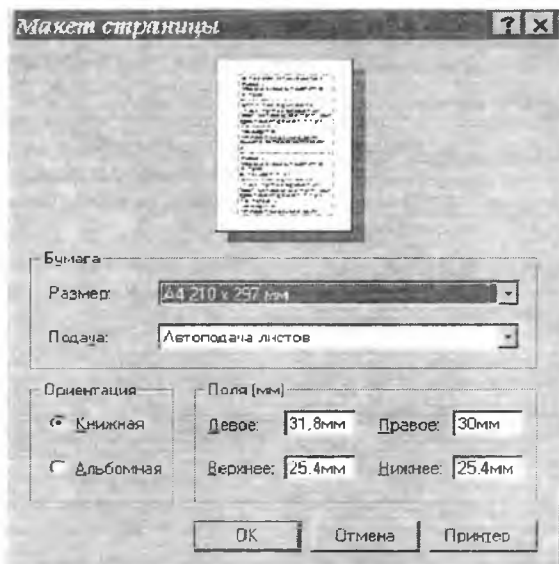 Макет страницы
Бумага
Размер: A4 210 x 297 мм
Подача: Автоподача листов
Ориентация
Книжная
Альбомная
Поля (мм)
Левое: 31,8мм Правое: 30мм
Верхнее: 25.4мм Нижнее: 25.4мм
OK Отмена Принтер